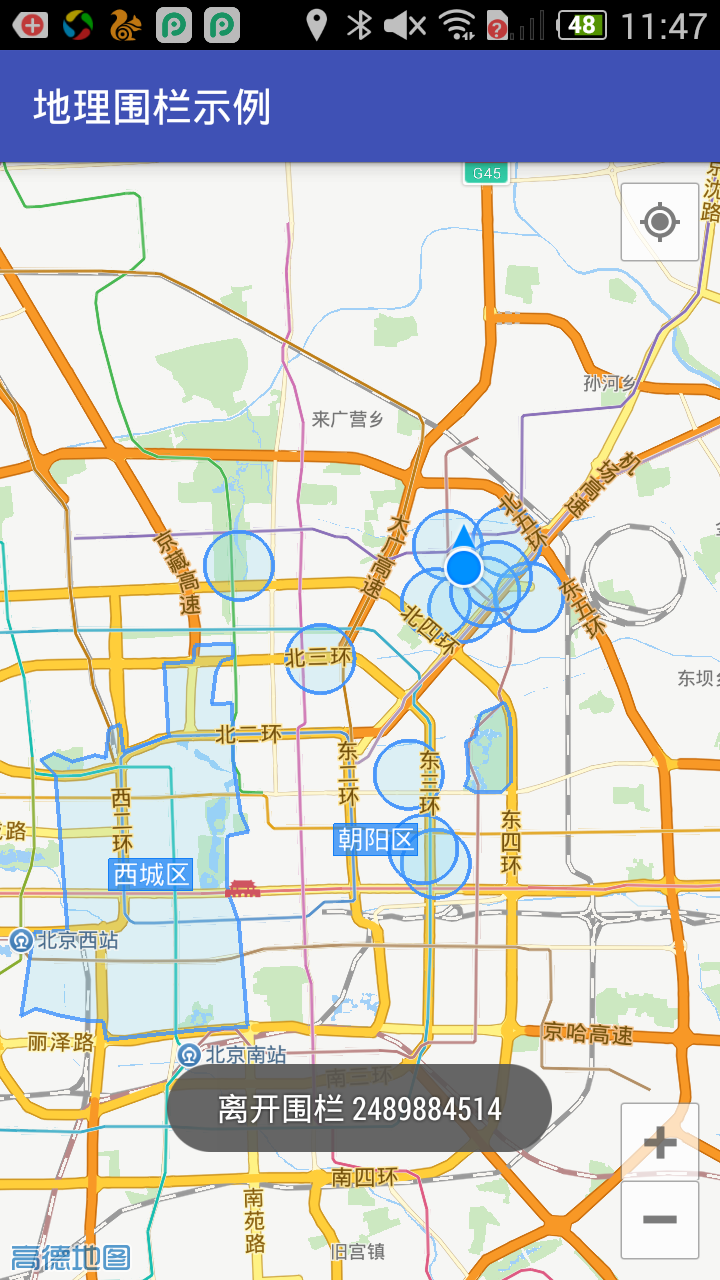 48 11:47
地理围栏示例
G45
京沈路
孙河乡
来广营乡
机场高速
北五环
大广高速
京藏高速
东五环
北四环
北三环
东坝乡
北二环
东二环
东三环
西二环
东四环
朝阳区
路
西城区
北京西站
丽泽路
京哈高速
北京南站
南三环
离开围栏 2489884514
南四环
南苑路
旧宫镇
高德地图